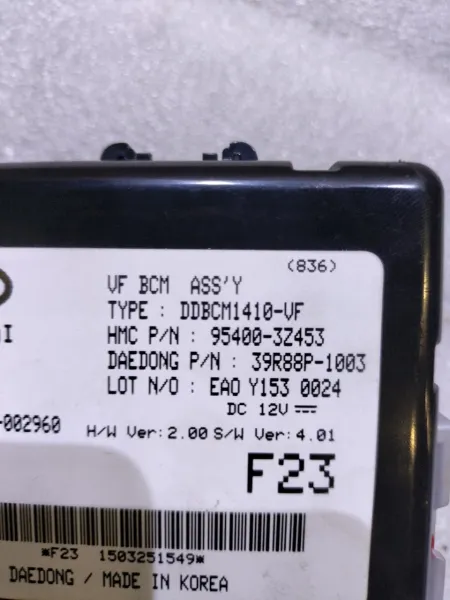 (836)
VF BCM ASS'Y
TYPE : DDBCM1410-VF
HMC P/N : 95400-3Z453
DAEDONG P/N : 39R88P-1003
LOT N/O : EAO Y153 0024
DC 12V
-002960
H/W Ver:2.00 S/W Ver:4.01
F23
*F23 1503251549*
DAEDONG / MADE IN KOREA